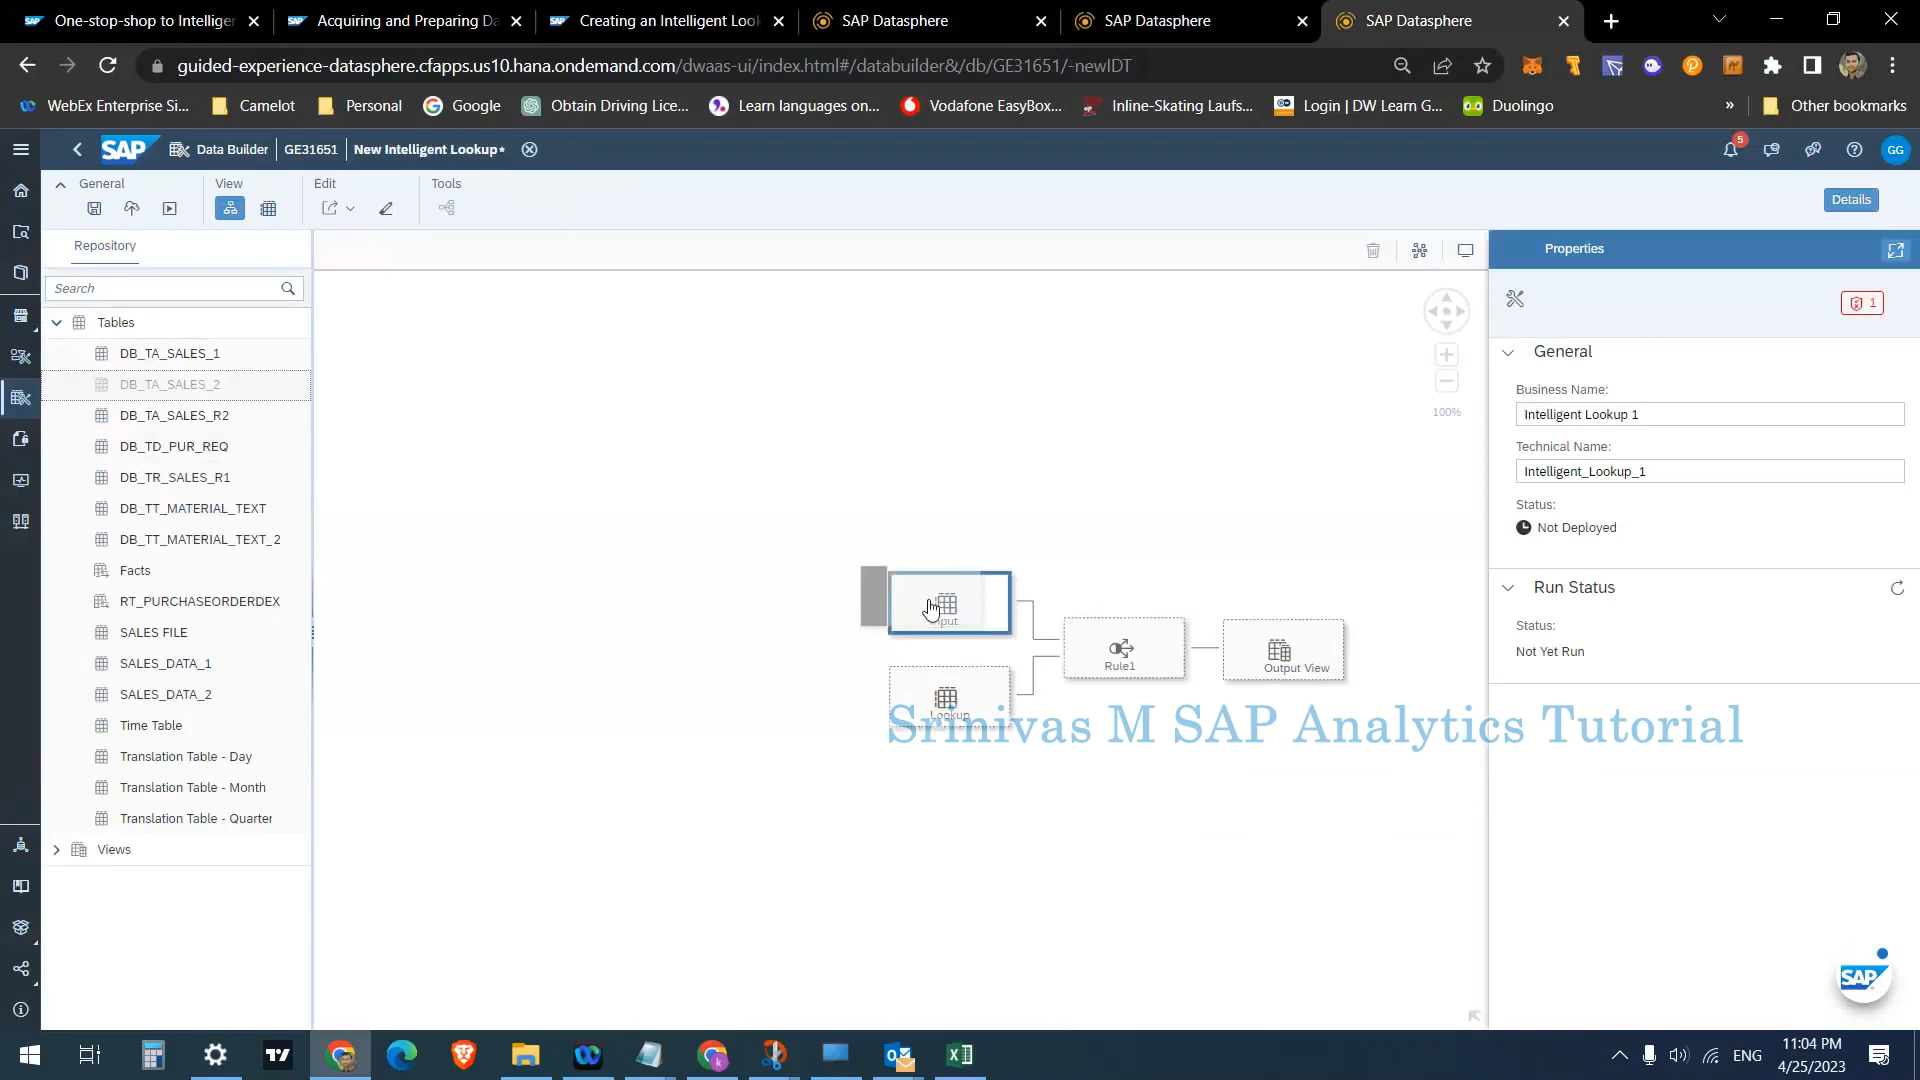 One-stop-shop to Intelliger
Acquiring and Preparing Da
Creating an Intelligent Look
SAP Datasphere
SAP Datasphere
SAP Datasphere
guided-experience-datasphere.cfapps.us10.hana.ondemand.com/dwaas-ui/index.html#/databuilder&/db/GE31651/-newIDT
WebEx Enterprise Si...
Camelot
Personal
Google
Obtain Driving Lice...
Learn languages on...
Vodafone EasyBox...
Inline-Skating Laufs...
Login | DW Learn G...
Duolingo
»
Other bookmarks
SAP
Data Builder
GE31651
New Intelligent Lookup*
5
GG
General
View
Edit
Tools
Details
Repository
Search
Tables
DB_TA_SALES_1
DB_TA_SALES_2
DB_TA_SALES_R2
DB_TD_PUR_REQ
DB_TR_SALES_R1
DB_TT_MATERIAL_TEXT
DB_TT_MATERIAL_TEXT_2
Facts
RT_PURCHASEORDERDEX
SALES FILE
SALES_DATA_1
SALES_DATA_2
Time Table
Translation Table - Day
Translation Table - Month
Translation Table - Quarter
Views
100%
Input
Lookup
Rule1
Output View
Srinivas M SAP Analytics Tutorial
Properties
1
General
Business Name:
Intelligent Lookup 1
Technical Name:
Intelligent_Lookup_1
Status:
Not Deployed
Run Status
Status:
Not Yet Run
SAP
ENG
11:04 PM
4/25/2023